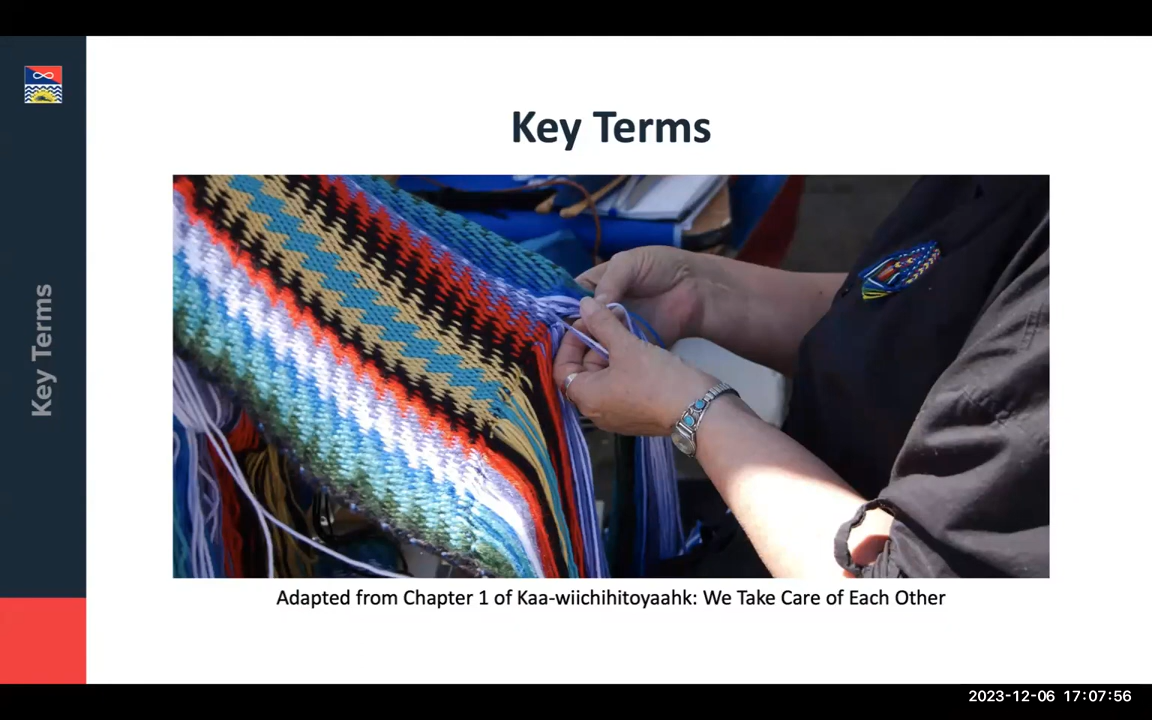 Key Terms
Key Terms
Adapted from Chapter 1 of Kaa-wiichihitoyaahk: We Take Care of Each Other
2023-12-06 17:07:56